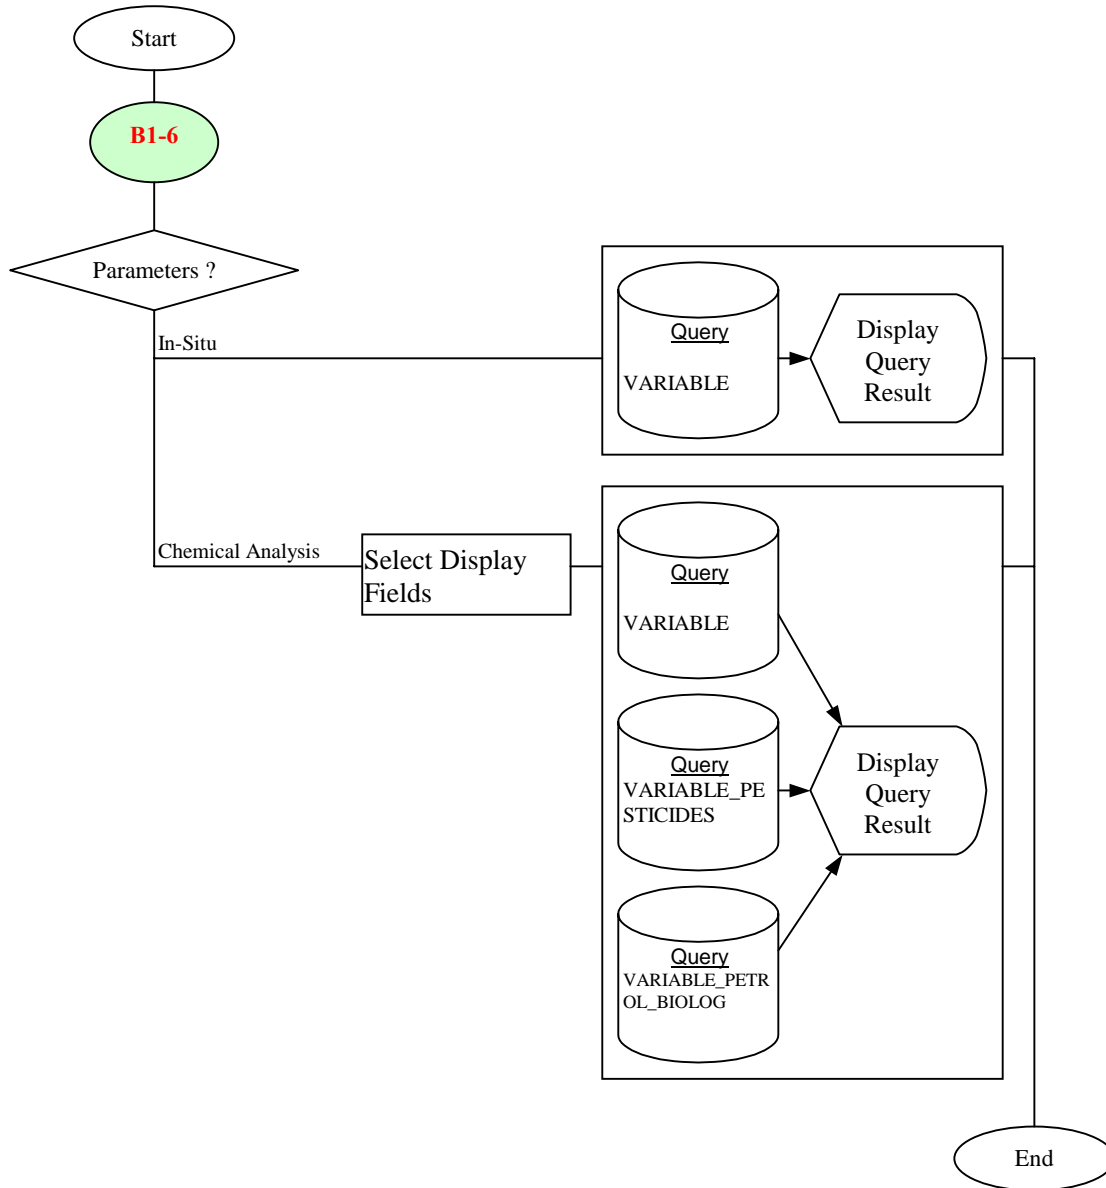 Start
B1-6
Parameters ?
In-Situ
Query
VARIABLE
Display
Query
Result
Chemical Analysis
Select Display
Fields
Query
VARIABLE
Query
VARIABLE_PE
STICIDES
Display
Query
Result
Query
VARIABLE_PETR
OL_BIOLOG
End